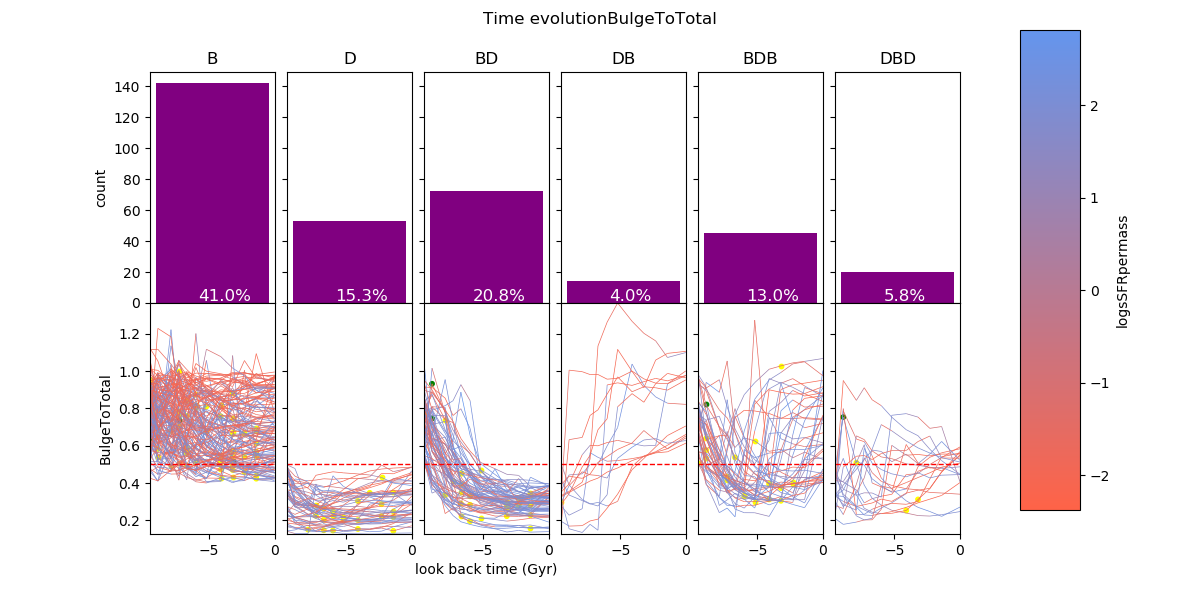 Time evolutionBulgeToTotal
B D BD DB BDB DBD
140
120
100
80
60
40
20
0
count
41.0% 15.3% 20.8% 4.0% 13.0% 5.8%
1.2
1.0
0.8
0.6
0.4
0.2
BulgeToTotal
−5 0 −5 0 −5 0 −5 0 −5 0 −5 0
look back time (Gyr)
2
1
0
−1
−2
logsSFRpermass